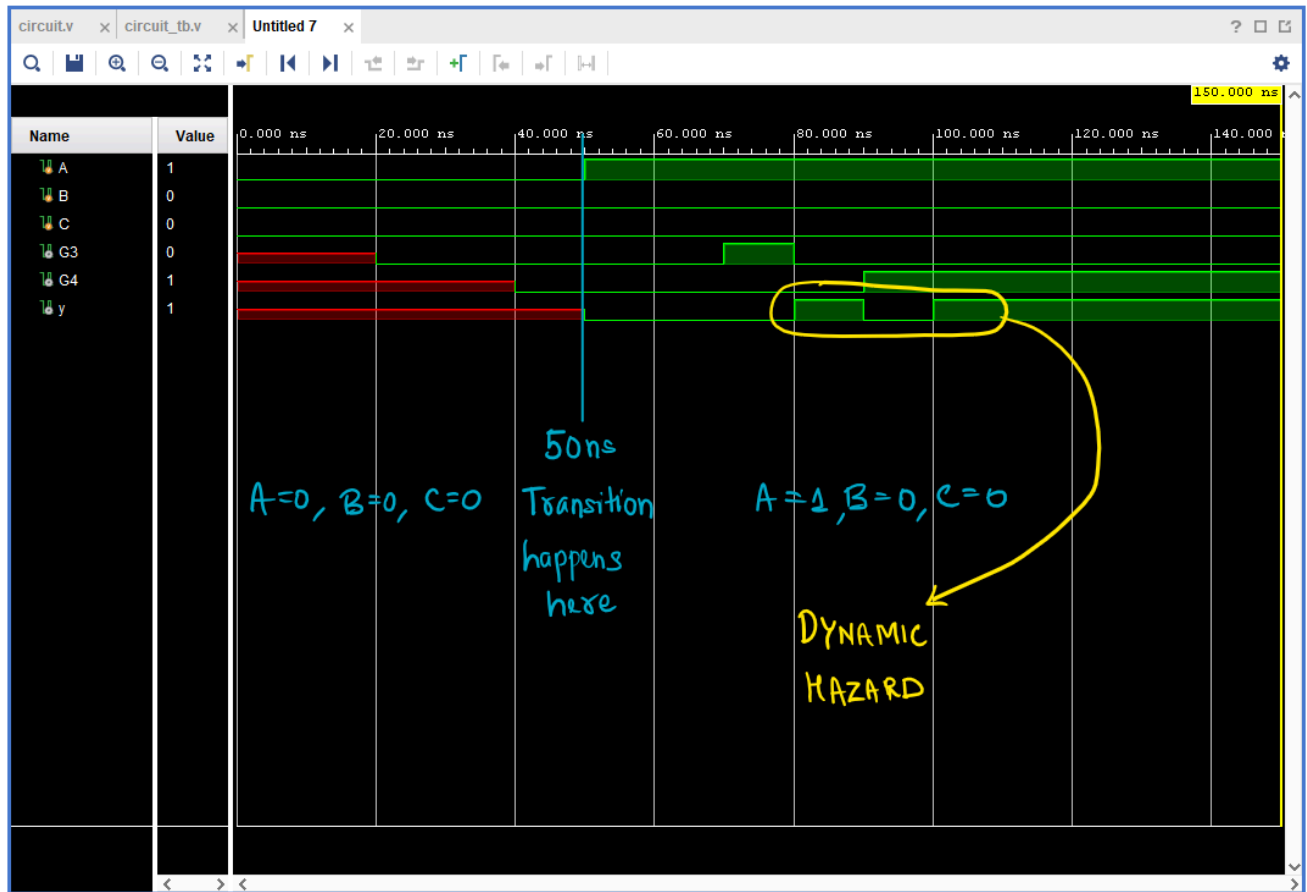 circuit.v × circuit_tb.v × Untitled 7 ×
?
150.000 ns
Name Value
0.000 ns 20.000 ns 40.000 ns 60.000 ns 80.000 ns 100.000 ns 120.000 ns 140.000
A 1
B 0
C 0
G3 0
G4 1
y 1
50ns
A=0, B=0, C=0
Transition
happens
here
A=1, B=0, C=0
DYNAMIC
HAZARD